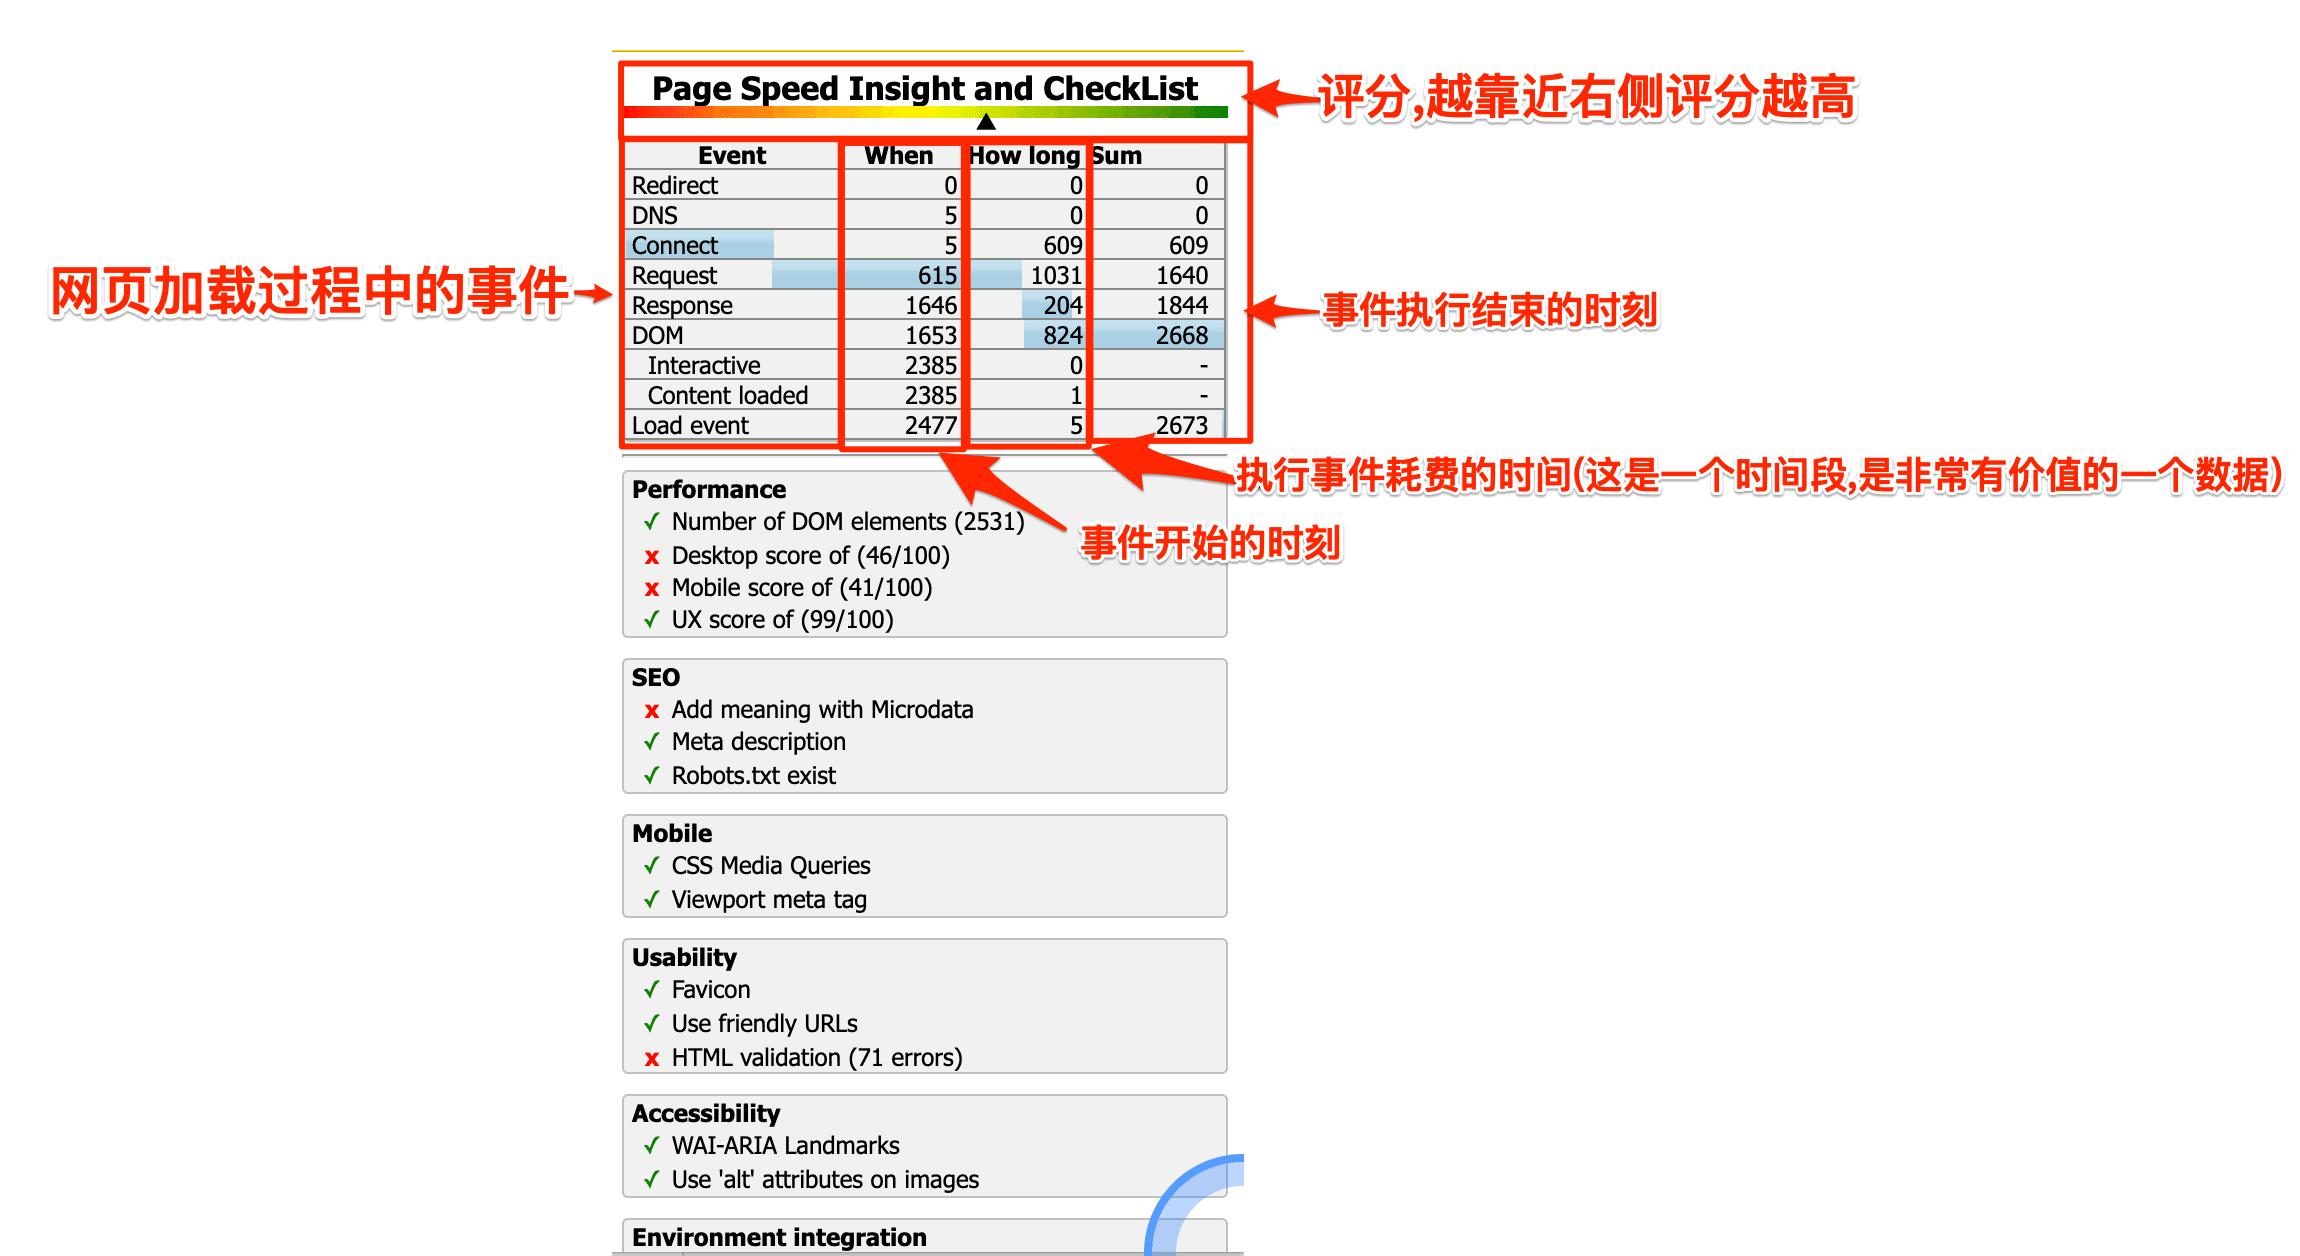 Page Speed Insight and CheckList
评分,越靠近右侧评分越高
Event When How long Sum
Redirect 0 0 0
DNS 5 0 0
Connect 5 609 609
Request 615 1031 1640
Response 1646 204 1844
DOM 1653 824 2668
Interactive 2385 0 -
Content loaded 2385 1 -
Load event 2477 5 2673
网页加载过程中的事件
事件执行结束的时刻
执行事件耗费的时间(这是一个时间段,是非常有价值的一个数据)
事件开始的时刻
Performance
✓ Number of DOM elements (2531)
x Desktop score of (46/100)
x Mobile score of (41/100)
✓ UX score of (99/100)
SEO
x Add meaning with Microdata
✓ Meta description
✓ Robots.txt exist
Mobile
✓ CSS Media Queries
✓ Viewport meta tag
Usability
✓ Favicon
✓ Use friendly URLs
x HTML validation (71 errors)
Accessibility
✓ WAI-ARIA Landmarks
✓ Use 'alt' attributes on images
Environment integration